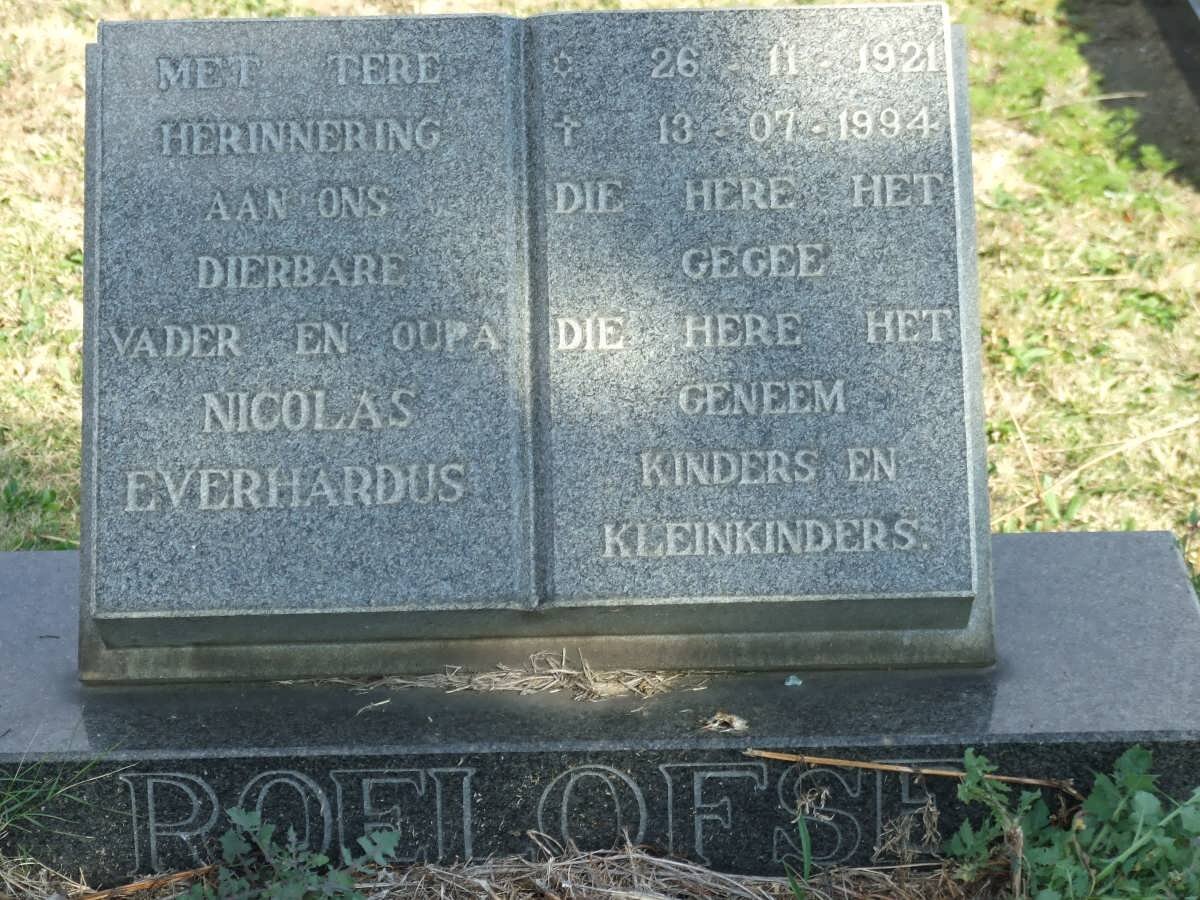 MET TERE
HERINNERING
AAN ONS
DIERBARE
VADER EN OUPA
NICOLAS
EVERHARDUS
✡ 26 - 11 - 1921
† 13 - 07 - 1994
DIE HERE HET
GEGEE
DIE HERE HET
GENEEM
KINDERS EN
KLEINKINDERS.